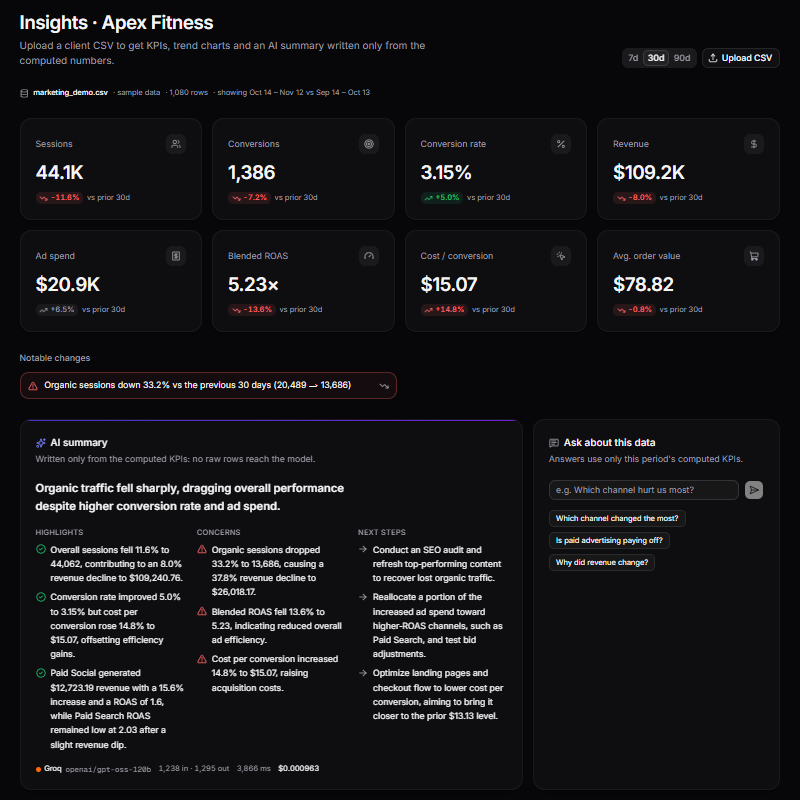 Insights · Apex Fitness
Upload a client CSV to get KPIs, trend charts and an AI summary written only from the
computed numbers.
7d 30d 90d Upload CSV
marketing_demo.csv · sample data · 1,080 rows · showing Oct 14 – Nov 12 vs Sep 14 – Oct 13
Sessions
44.1K
-11.6% vs prior 30d
Conversions
1,386
-7.2% vs prior 30d
Conversion rate
3.15%
+5.0% vs prior 30d
Revenue
$109.2K
-8.0% vs prior 30d
Ad spend
$20.9K
+6.5% vs prior 30d
Blended ROAS
5.23×
-13.6% vs prior 30d
Cost / conversion
$15.07
+14.8% vs prior 30d
Avg. order value
$78.82
-0.8% vs prior 30d
Notable changes
Organic sessions down 33.2% vs the previous 30 days (20,489 → 13,686)
AI summary
Written only from the computed KPIs: no raw rows reach the model.
Organic traffic fell sharply, dragging overall performance
despite higher conversion rate and ad spend.
HIGHLIGHTS
Overall sessions fell 11.6% to
44,062, contributing to an 8.0%
revenue decline to $109,240.76.
Conversion rate improved 5.0%
to 3.15% but cost per
conversion rose 14.8% to
$15.07, offsetting efficiency
gains.
Paid Social generated
$12,723.19 revenue with a 15.6%
increase and a ROAS of 1.6,
while Paid Search ROAS
remained low at 2.03 after a
slight revenue dip.
CONCERNS
Organic sessions dropped
33.2% to 13,686, causing a
37.8% revenue decline to
$26,018.17.
Blended ROAS fell 13.6% to
5.23, indicating reduced overall
ad efficiency.
Cost per conversion increased
14.8% to $15.07, raising
acquisition costs.
NEXT STEPS
Conduct an SEO audit and
refresh top-performing content
to recover lost organic traffic.
Reallocate a portion of the
increased ad spend toward
higher-ROAS channels, such as
Paid Search, and test bid
adjustments.
Optimize landing pages and
checkout flow to lower cost per
conversion, aiming to bring it
closer to the prior $13.13 level.
Groq openai/gpt-oss-120b 1,238 in · 1,295 out 3,866 ms $0.000963
Ask about this data
Answers use only this period's computed KPIs.
e.g. Which channel hurt us most?
Which channel changed the most?
Is paid advertising paying off?
Why did revenue change?